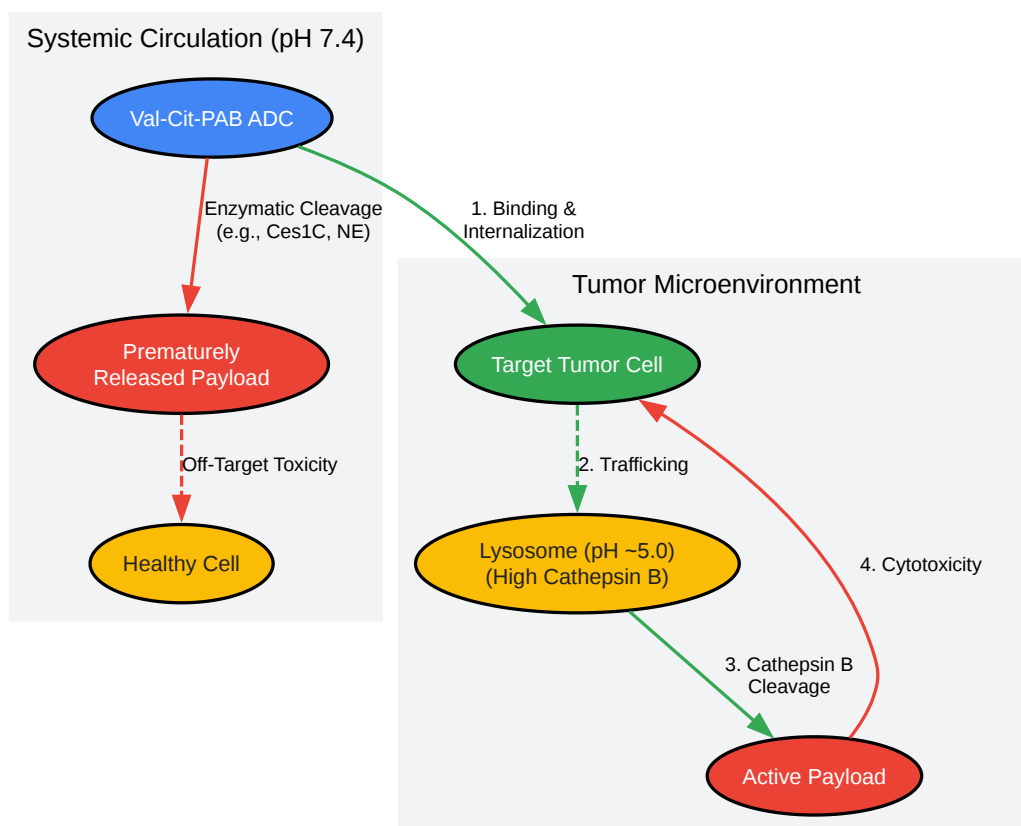 Systemic Circulation (pH 7.4)
Val-Cit-PAB ADC
Enzymatic Cleavage
(e.g., Ces1C, NE)
Prematurely
Released Payload
Off-Target Toxicity
Healthy Cell
1. Binding &
Internalization
Tumor Microenvironment
Target Tumor Cell
2. Trafficking
Lysosome (pH ~5.0)
(High Cathepsin B)
3. Cathepsin B
Cleavage
Active Payload
4. Cytotoxicity